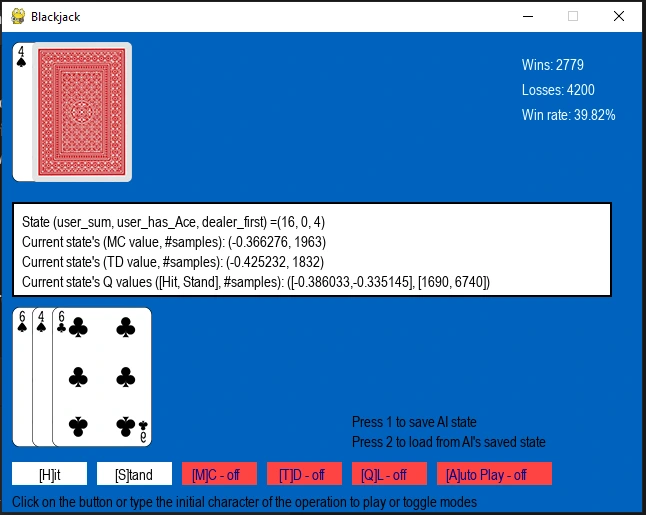 Blackjack
4
Wins: 2779
Losses: 4200
Win rate: 39.82%
State (user_sum, user_has_Ace, dealer_first) =(16, 0, 4)
Current state's (MC value, #samples): (-0.366276, 1963)
Current state's (TD value, #samples): (-0.425232, 1832)
Current state's Q values ([Hit, Stand], #samples): ([-0.386033,-0.335145], [1690, 6740])
6 4 6
9
Press 1 to save AI state
Press 2 to load from AI's saved state
[H]it [S]tand [M]C - off [T]D - off [Q]L - off [A]uto Play - off
Click on the button or type the initial character of the operation to play or toggle modes